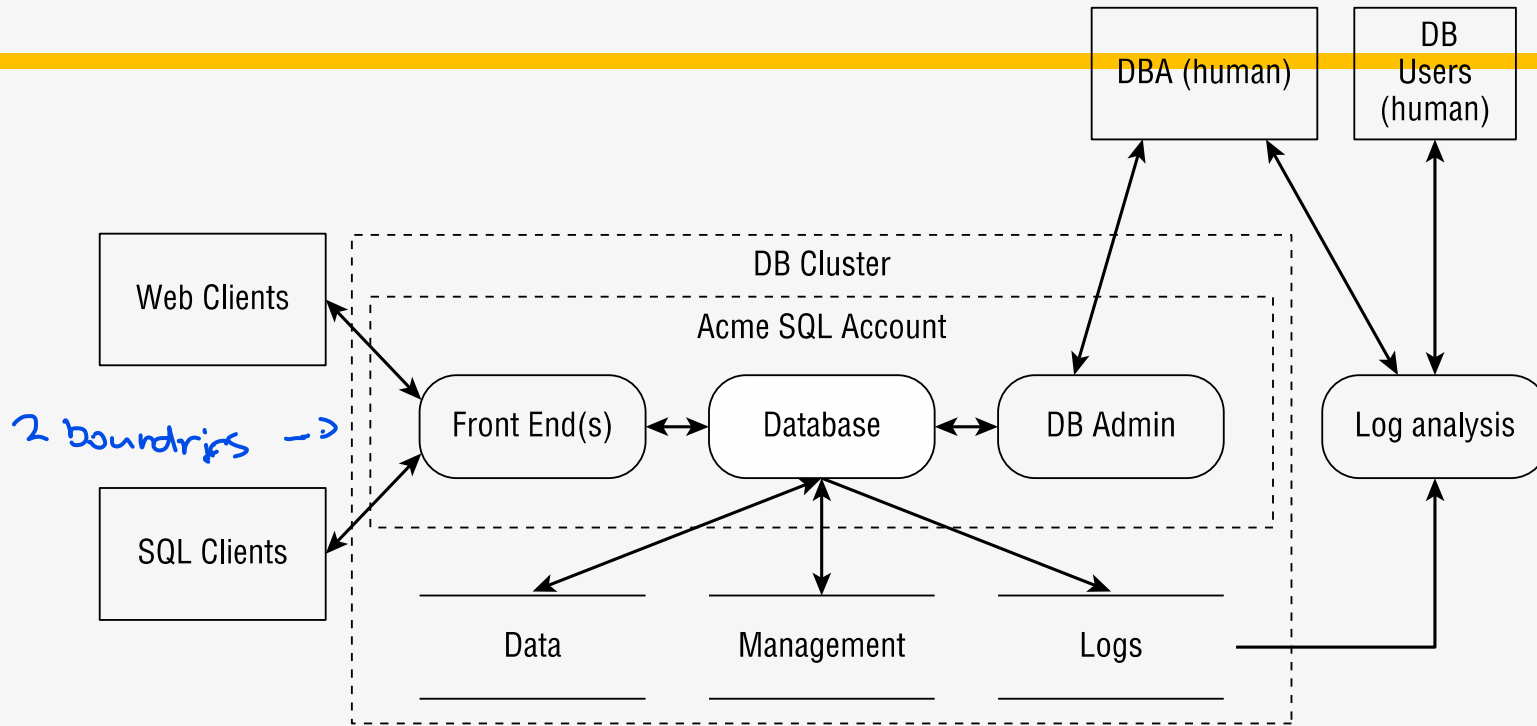 DBA (human)
DB
Users
(human)
DB Cluster
Web Clients
Acme SQL Account
2 boundries ->
Front End(s)
Database
DB Admin
Log analysis
SQL Clients
Data
Management
Logs